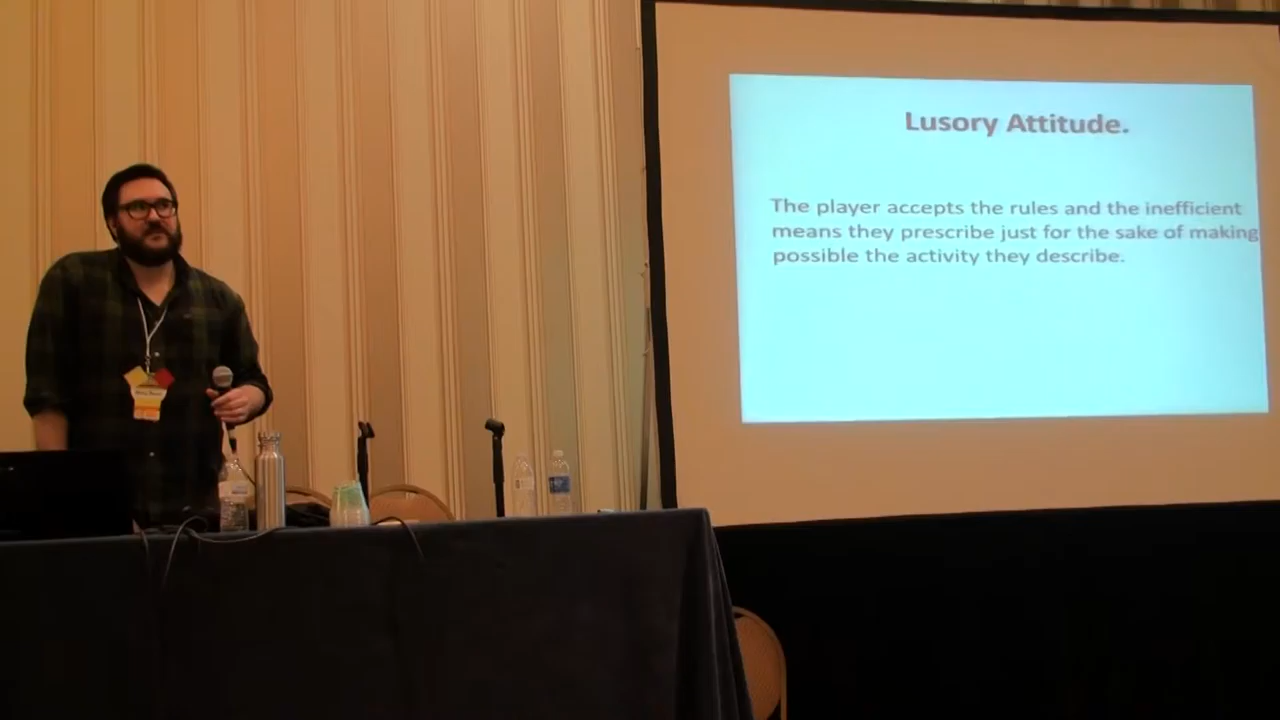 Lusory Attitude.
The player accepts the rules and the inefficient
means they prescribe just for the sake of making
possible the activity they describe.